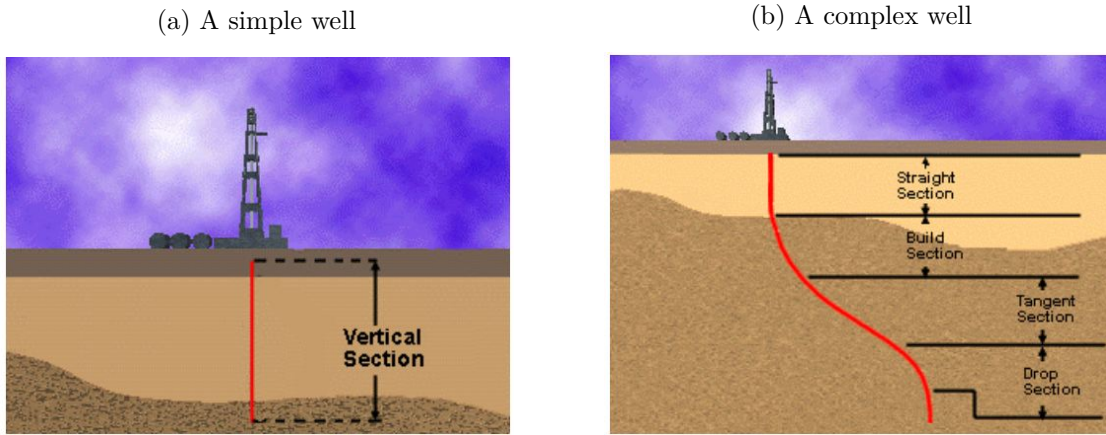 (a) A simple well
(b) A complex well
Vertical
Section
Straight
Section
Build
Section
Tangent
Section
Drop
Section